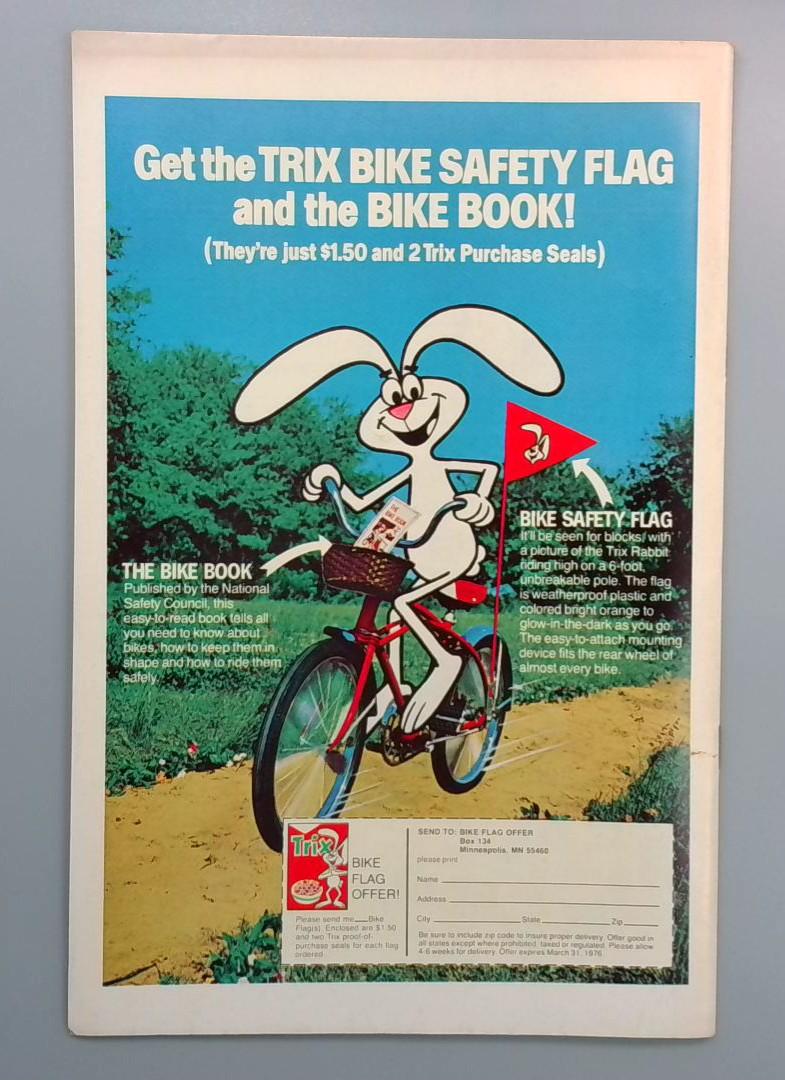 Get the TRIX BIKE SAFETY FLAG
and the BIKE BOOK!
(They're just $1.50 and 2 Trix Purchase Seals)
THE BIKE BOOK
BIKE SAFETY FLAG
It'll be seen for blocks, with
a picture of the Trix Rabbit
riding high on a 6-foot,
unbreakable pole. The flag
is weatherproof plastic and
colored bright orange to
glow-in-the-dark as you go.
The easy-to-attach mounting
device fits the rear wheel of
almost every bike.
THE BIKE BOOK
Published by the National
Safety Council, this
easy-to-read book tells all
you need to know about
bikes, how to keep them in
shape and how to ride them
safely.
Trix
BIKE
FLAG
OFFER!
Please send me___Bike
Flag(s). Enclosed are $1.50
and two Trix proof-of-
purchase seals for each flag
ordered.
SEND TO: BIKE FLAG OFFER
Box 134
Minneapolis, MN 55460
please print
Name
Address
City State Zip
Be sure to include zip code to insure proper delivery. Offer good in
all states except where prohibited, taxed or regulated. Please allow
4-6 weeks for delivery. Offer expires March 31, 1976.